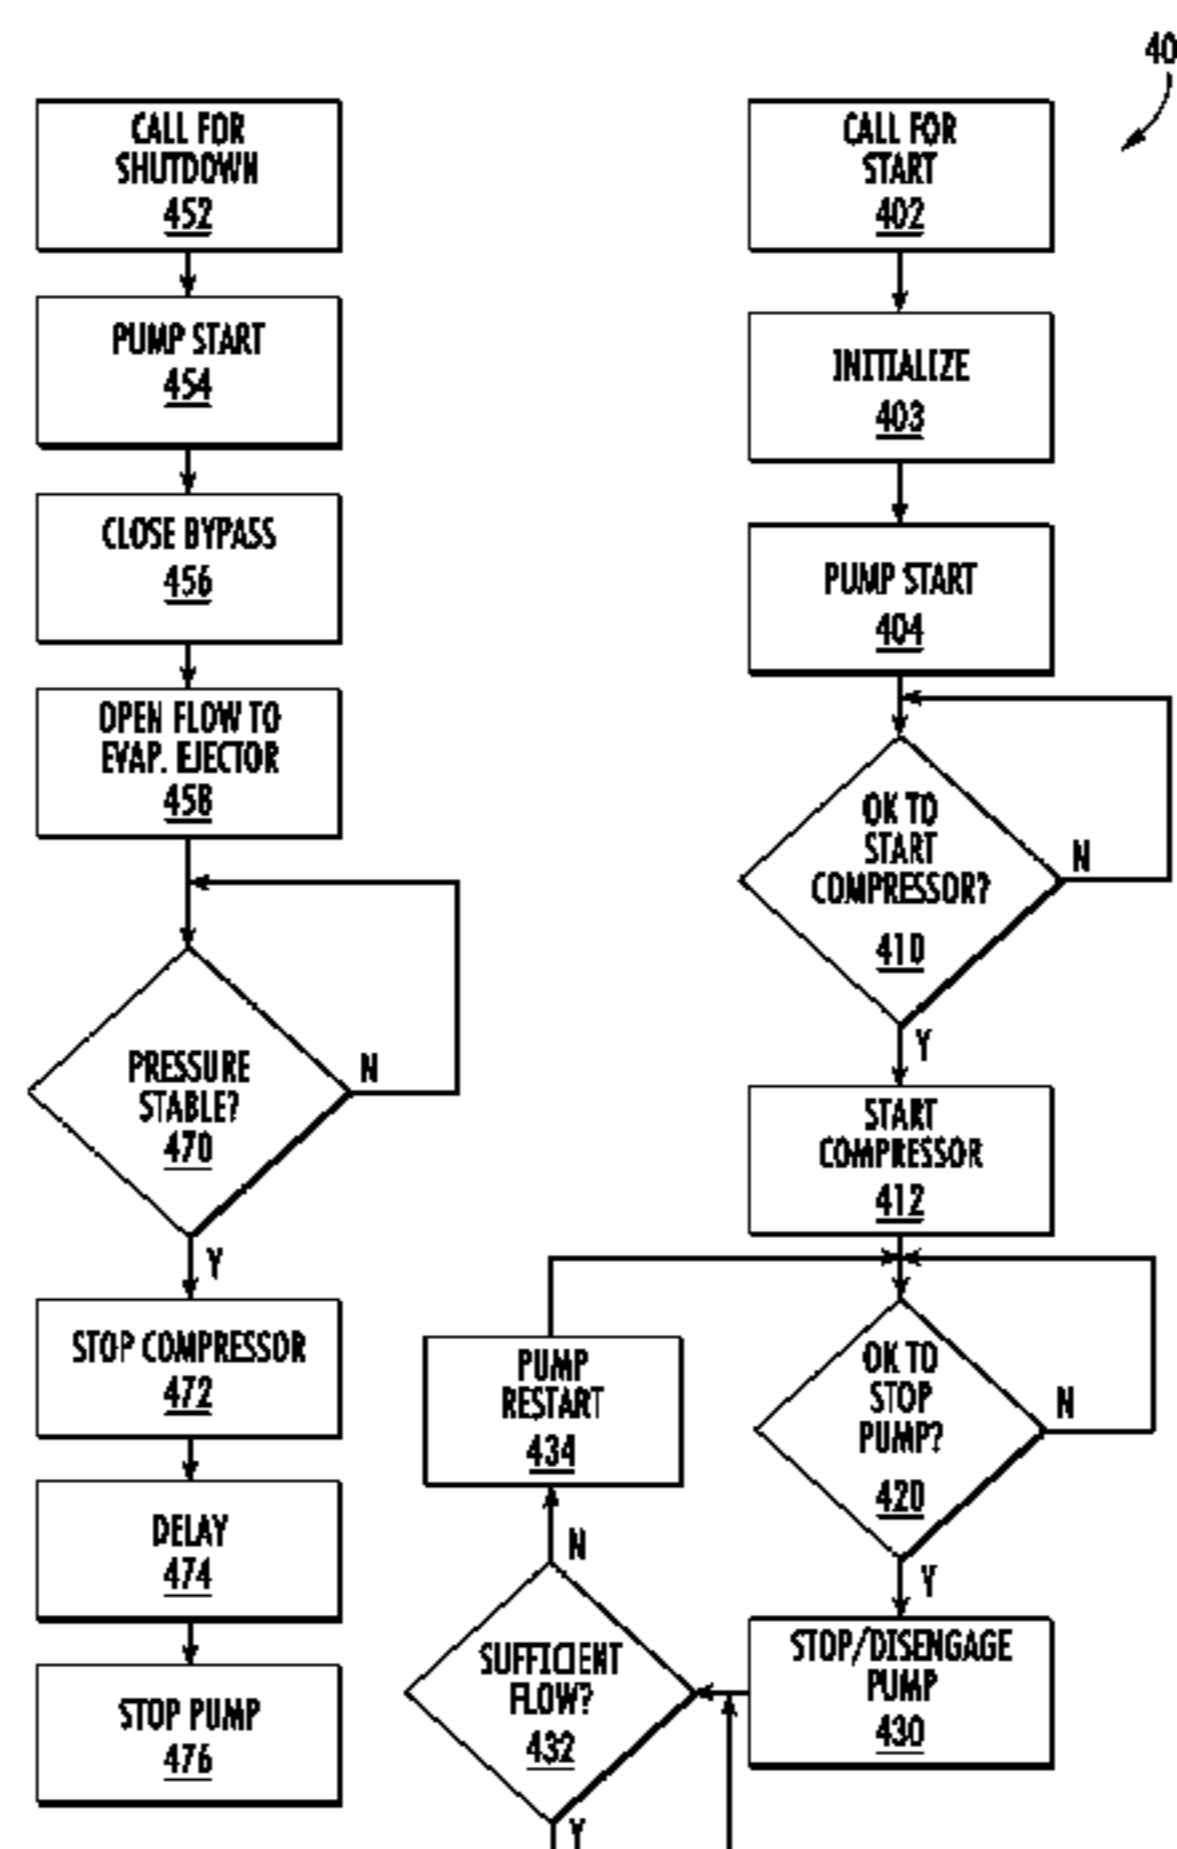 40
CALL FOR
SHUTDOWN
452
PUMP START
454
CLOSE BYPASS
456
OPEN FLOW TO
EVAP. EJECTOR
458
PRESSURE
STABLE?
470
N
Y
STOP COMPRESSOR
472
DELAY
474
STOP PUMP
476
CALL FOR
START
402
INITIALIZE
403
PUMP START
404
OK TO
START
COMPRESSOR?
410
N
Y
START
COMPRESSOR
412
OK TO
STOP
PUMP?
420
N
Y
STOP/DISENGAGE
PUMP
430
SUFFICIENT
FLOW?
432
N
Y
PUMP
RESTART
434